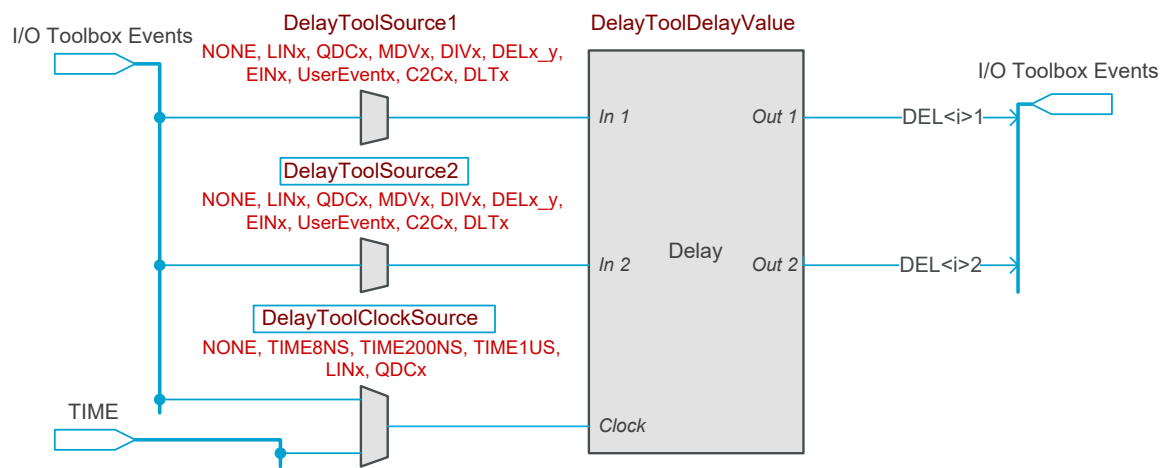 DelayToolSource1
DelayToolDelayValue
I/O Toolbox Events
NONE, LINx, QDCx, MDVx, DIVx, DELx_y,
EINx, UserEventx, C2Cx, DLTx
I/O Toolbox Events
In 1
Out 1
DEL<i>1
DelayToolSource2
NONE, LINx, QDCx, MDVx, DIVx, DELx_y,
EINx, UserEventx, C2Cx, DLTx
Delay
In 2
Out 2
DEL<i>2
DelayToolClockSource
NONE, TIME8NS, TIME200NS, TIME1US,
LINx, QDCx
TIME
Clock